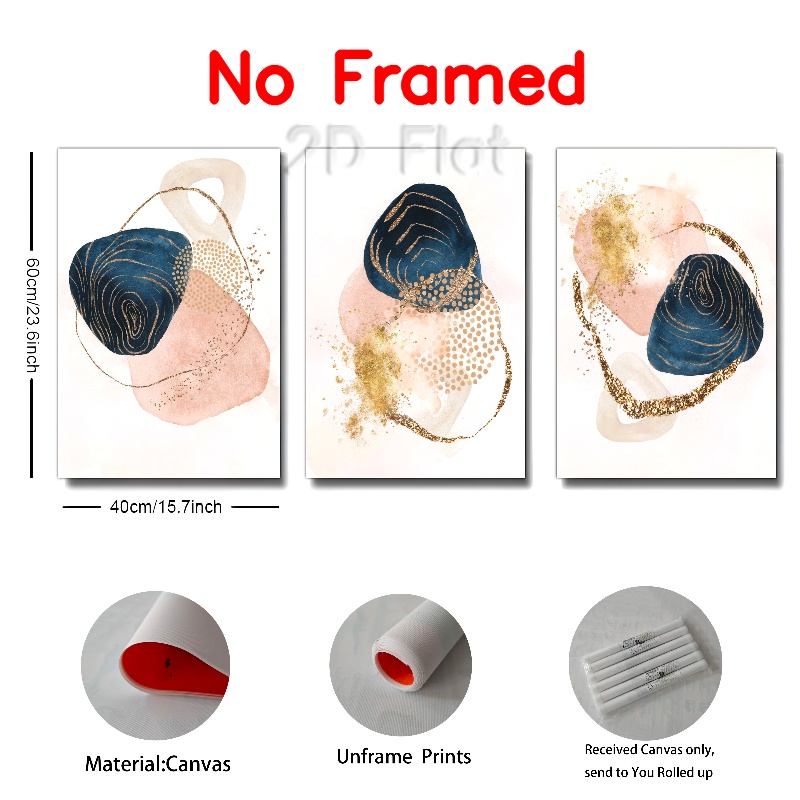 No Framed
2D Flat
60cm/23.6inch
40cm/15.7inch
Material:Canvas
Unframe Prints
Received Canvas only,
send to You Rolled up